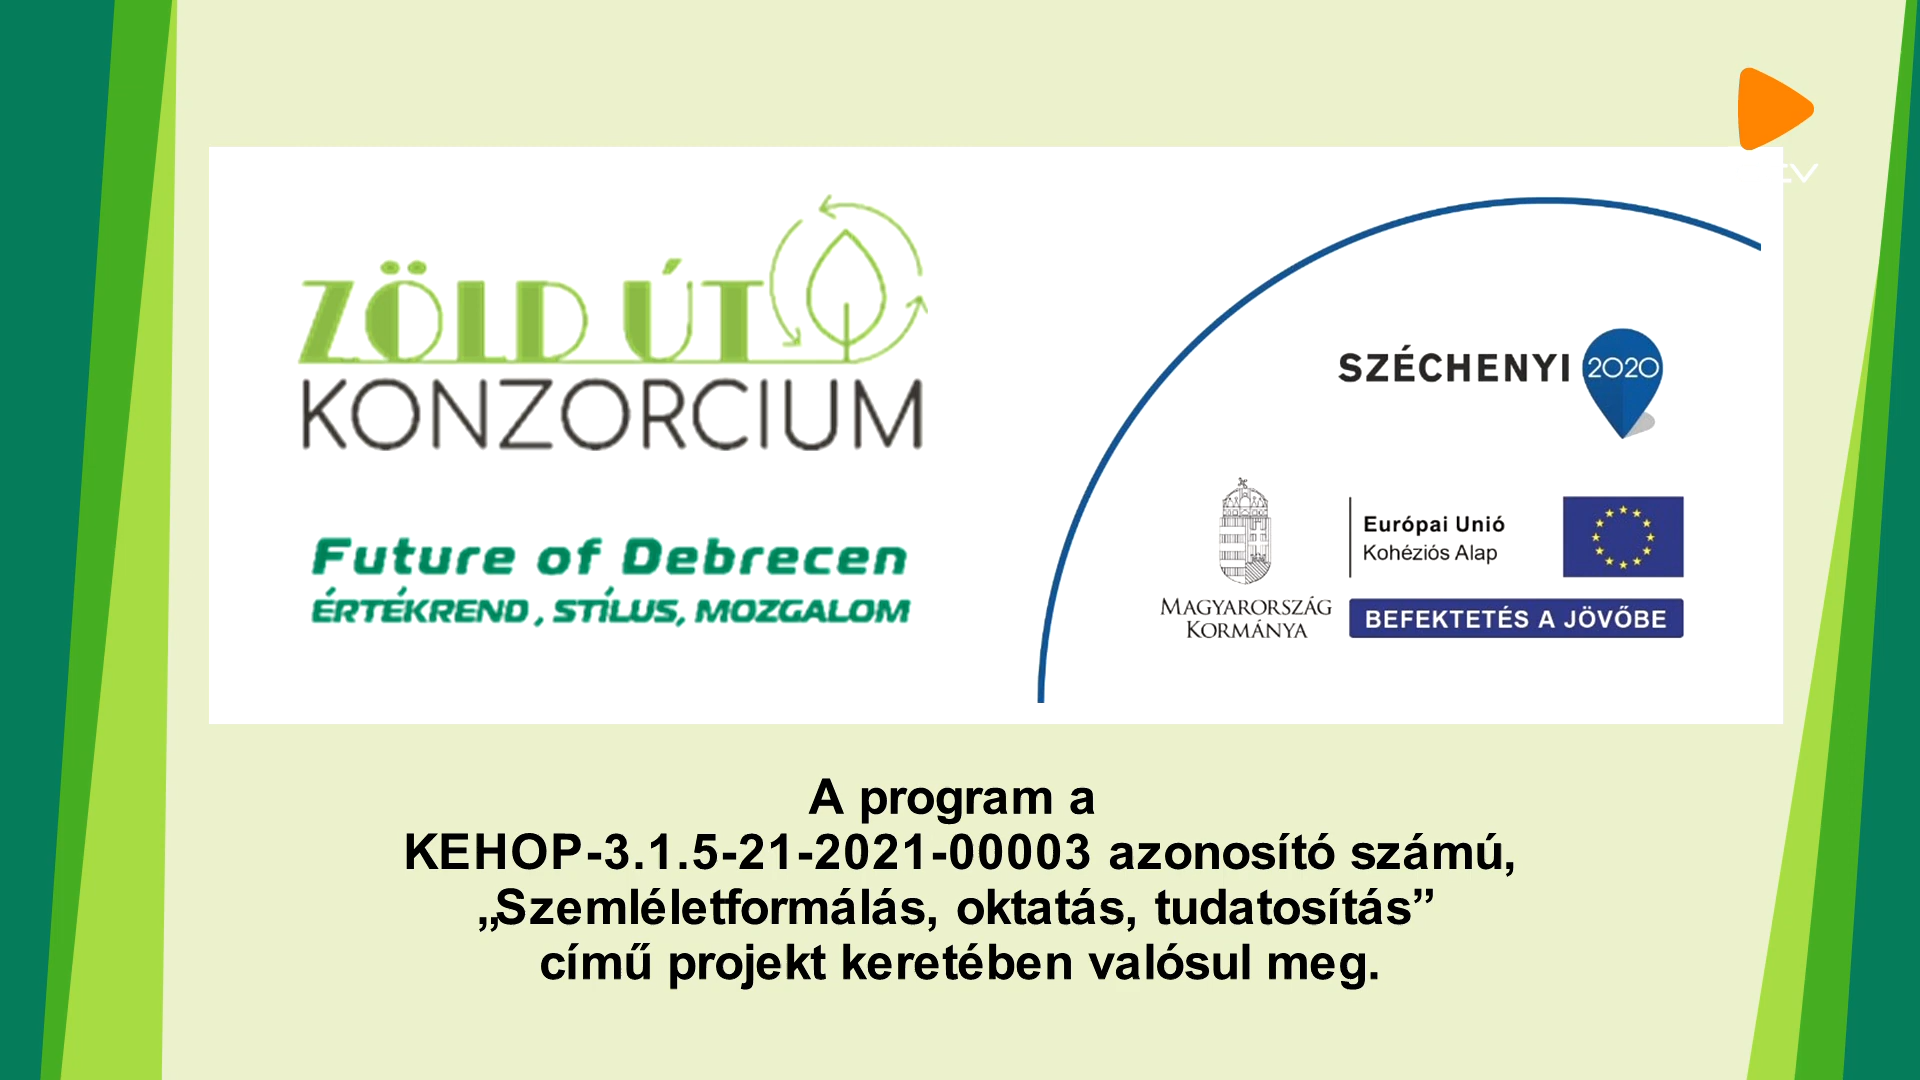 ZÖLD ÚT
KONZORCIUM
Future of Debrecen
ÉRTÉKREND, STÍLUS, MOZGALOM
SZÉCHENYI 2020
MAGYARORSZÁG
KORMÁNYA
Európai Unió
Kohéziós Alap
BEFEKTETÉS A JÖVŐBE
A program a
KEHOP-3.1.5-21-2021-00003 azonosító számú,
„Szemléletformálás, oktatás, tudatosítás”
című projekt keretében valósul meg.